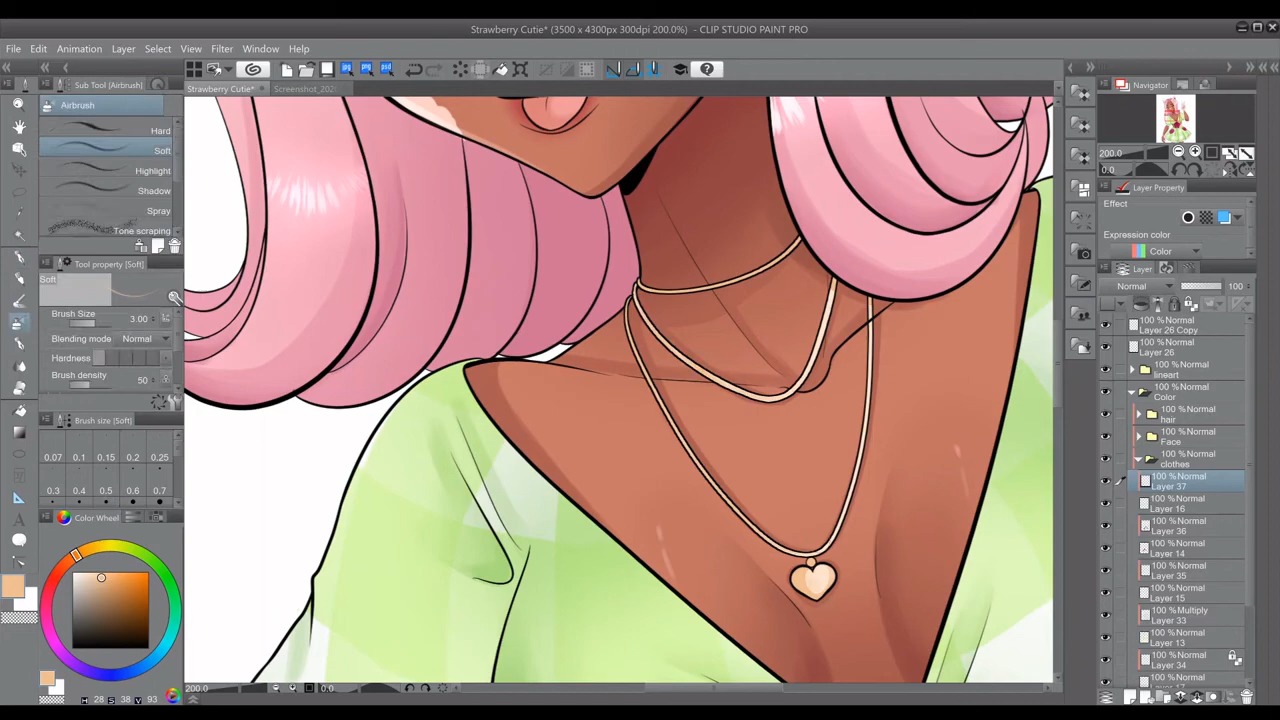 Strawberry Cutie* (3500 x 4300px 300dpi 200.0%) - CLIP STUDIO PAINT PRO
File Edit Animation Layer Select View Filter Window Help
Sub Tool [Airbrush]
Strawberry Cutie*
Screenshot_202
Navigator
Airbrush
Hard
Soft
Highlight
Shadow
Spray
Tone scraping
200.0
0.0
Layer Property
Effect
Expression color
Color
Tool property [Soft]
Soft
Brush Size 3.00
Blending mode Normal
Hardness
Brush density 50
Layer
Normal 100
100 %Normal
Layer 26 Copy
100 %Normal
Layer 26
100 %Normal
lineart
100 %Normal
Color
100 %Normal
hair
100 %Normal
Face
100 %Normal
clothes
100 %Normal
Layer 37
100 %Normal
Layer 16
100 %Normal
Layer 36
100 %Normal
Layer 14
100 %Normal
Layer 35
100 %Normal
Layer 15
100 %Multiply
Layer 33
100 %Normal
Layer 13
100 %Normal
Layer 34
100 %Normal
Brush size [Soft]
0.07 0.1 0.15 0.2 0.25
0.3 0.4 0.5 0.6 0.7
Color Wheel
H 28 S 38 V 93
200.0
0.0